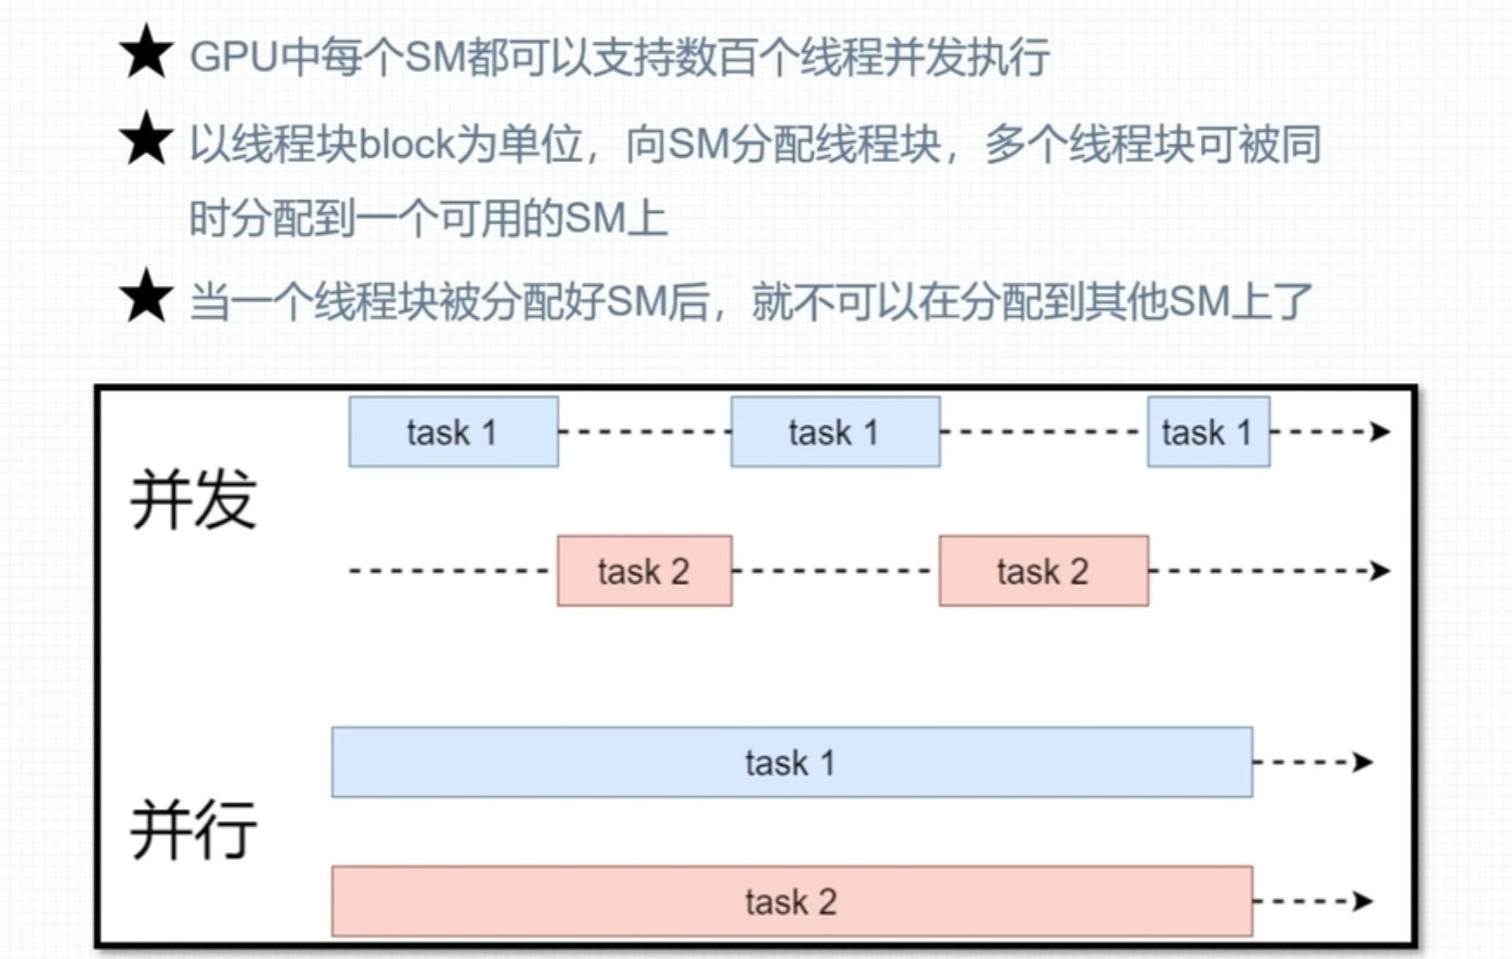 ★ GPU中每个SM都可以支持数百个线程并发执行
★ 以线程块block为单位，向SM分配线程块，多个线程块可被同
时分配到一个可用的SM上
★ 当一个线程块被分配好SM后，就不可以在分配到其他SM上了
task 1 task 1 task 1
并发
task 2 task 2
task 1
并行
task 2